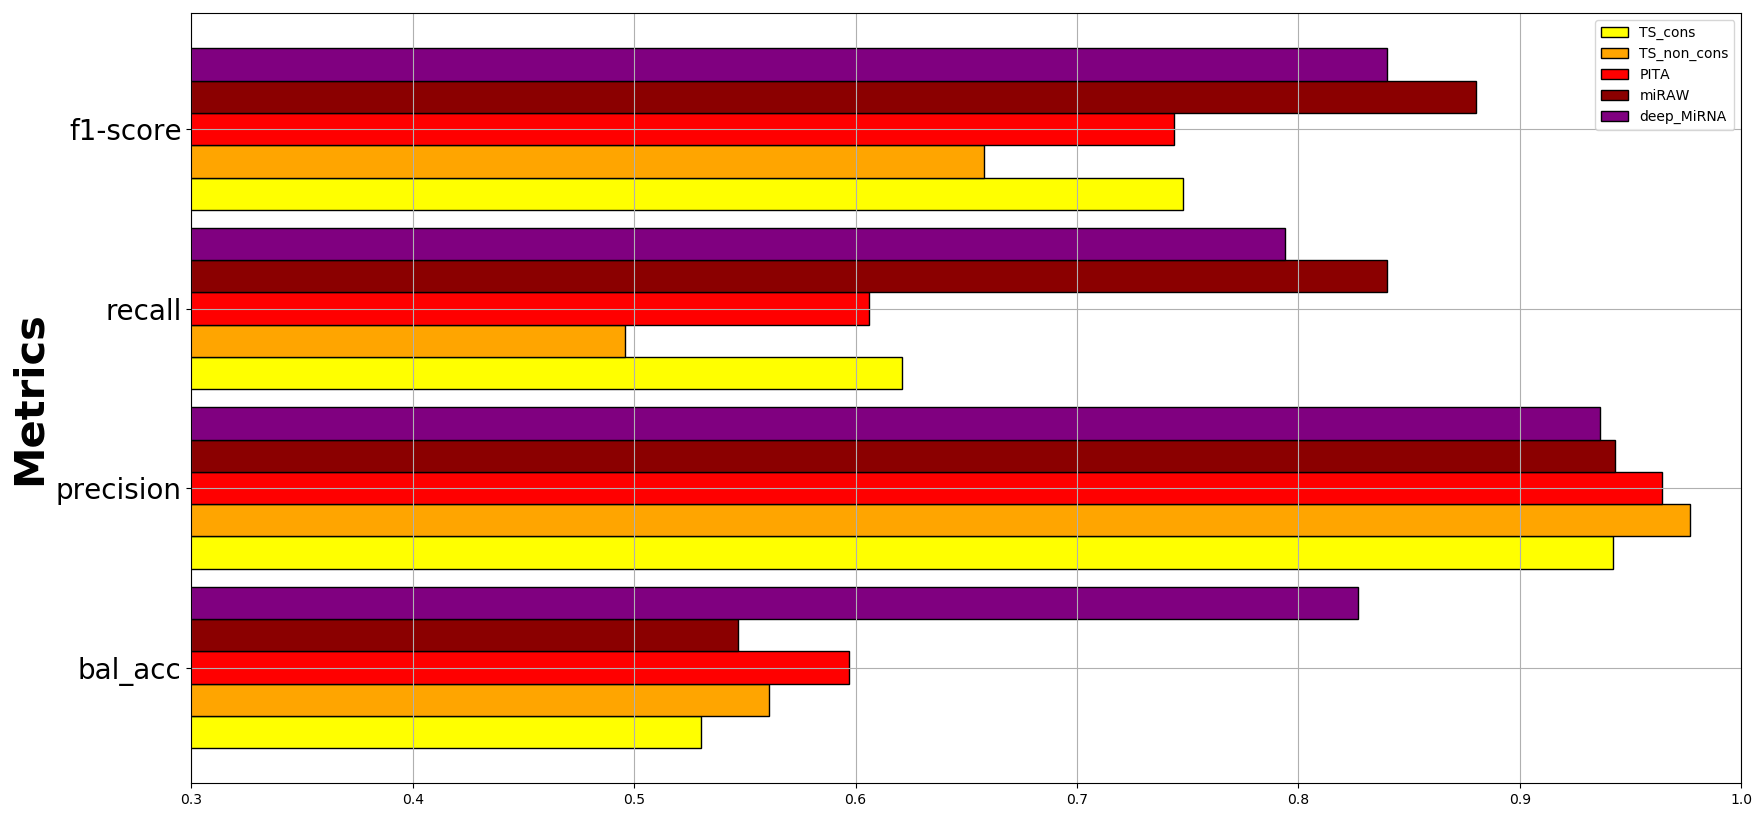 TS_cons
TS_non_cons
PITA
miRAW
deep_MiRNA
f1-score
recall
precision
bal_acc
Metrics
0.3 0.4 0.5 0.6 0.7 0.8 0.9 1.0